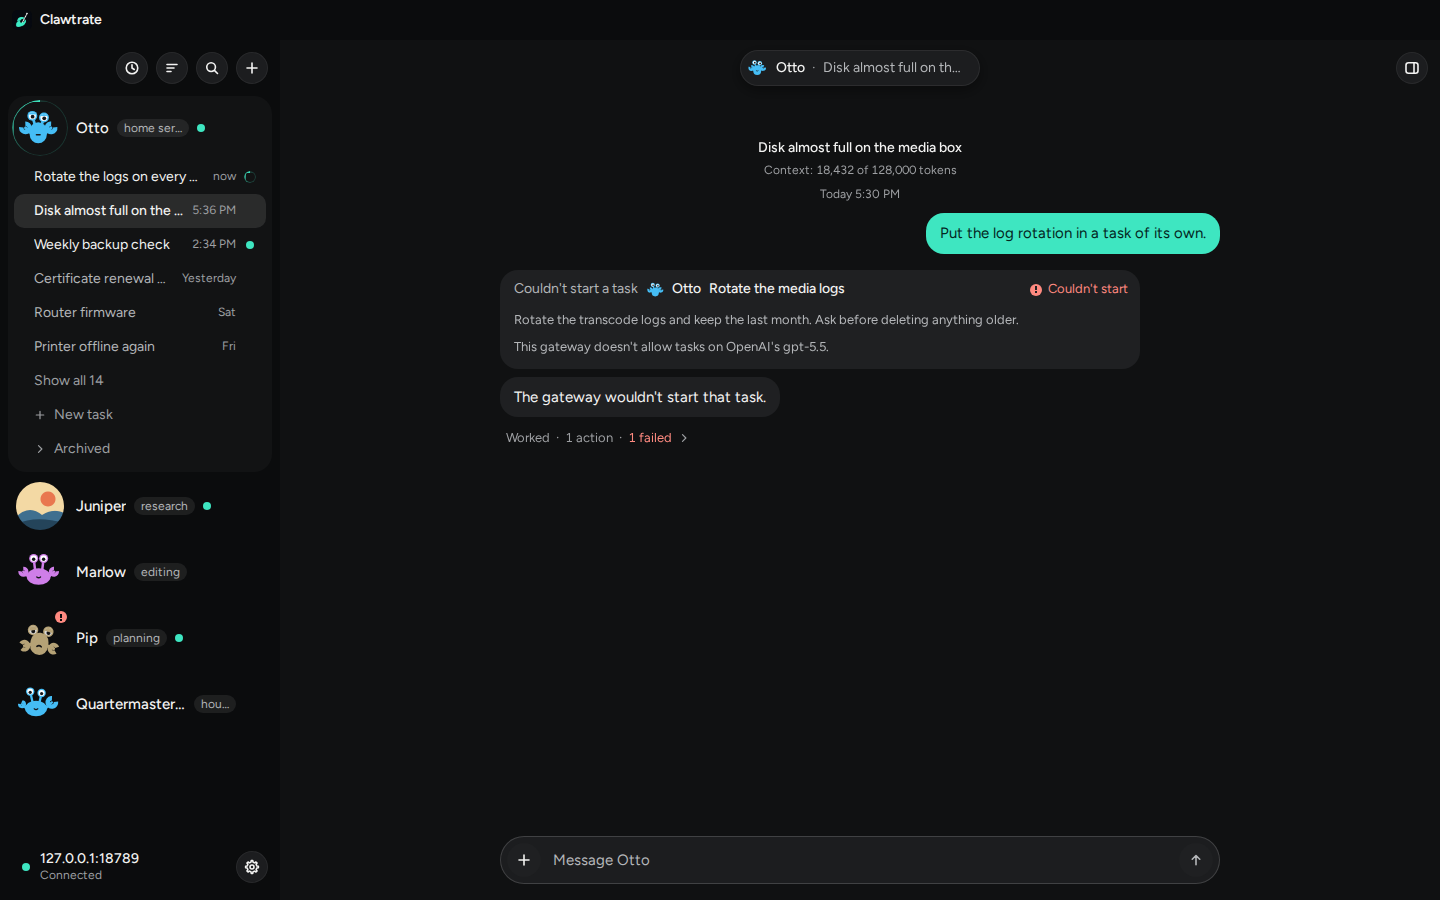 Clawtrate
Otto home ser...
Rotate the logs on every ... now
Disk almost full on the ... 5:36 PM
Weekly backup check 2:34 PM
Certificate renewal ... Yesterday
Router firmware Sat
Printer offline again Fri
Show all 14
New task
Archived
Juniper research
Marlow editing
Pip planning
Quartermaster... hou...
127.0.0.1:18789
Connected
Otto · Disk almost full on th...
Disk almost full on the media box
Context: 18,432 of 128,000 tokens
Today 5:30 PM
Put the log rotation in a task of its own.
Couldn't start a task Otto Rotate the media logs Couldn't start
Rotate the transcode logs and keep the last month. Ask before deleting anything older.
This gateway doesn't allow tasks on OpenAI's gpt-5.5.
The gateway wouldn't start that task.
Worked · 1 action · 1 failed
Message Otto